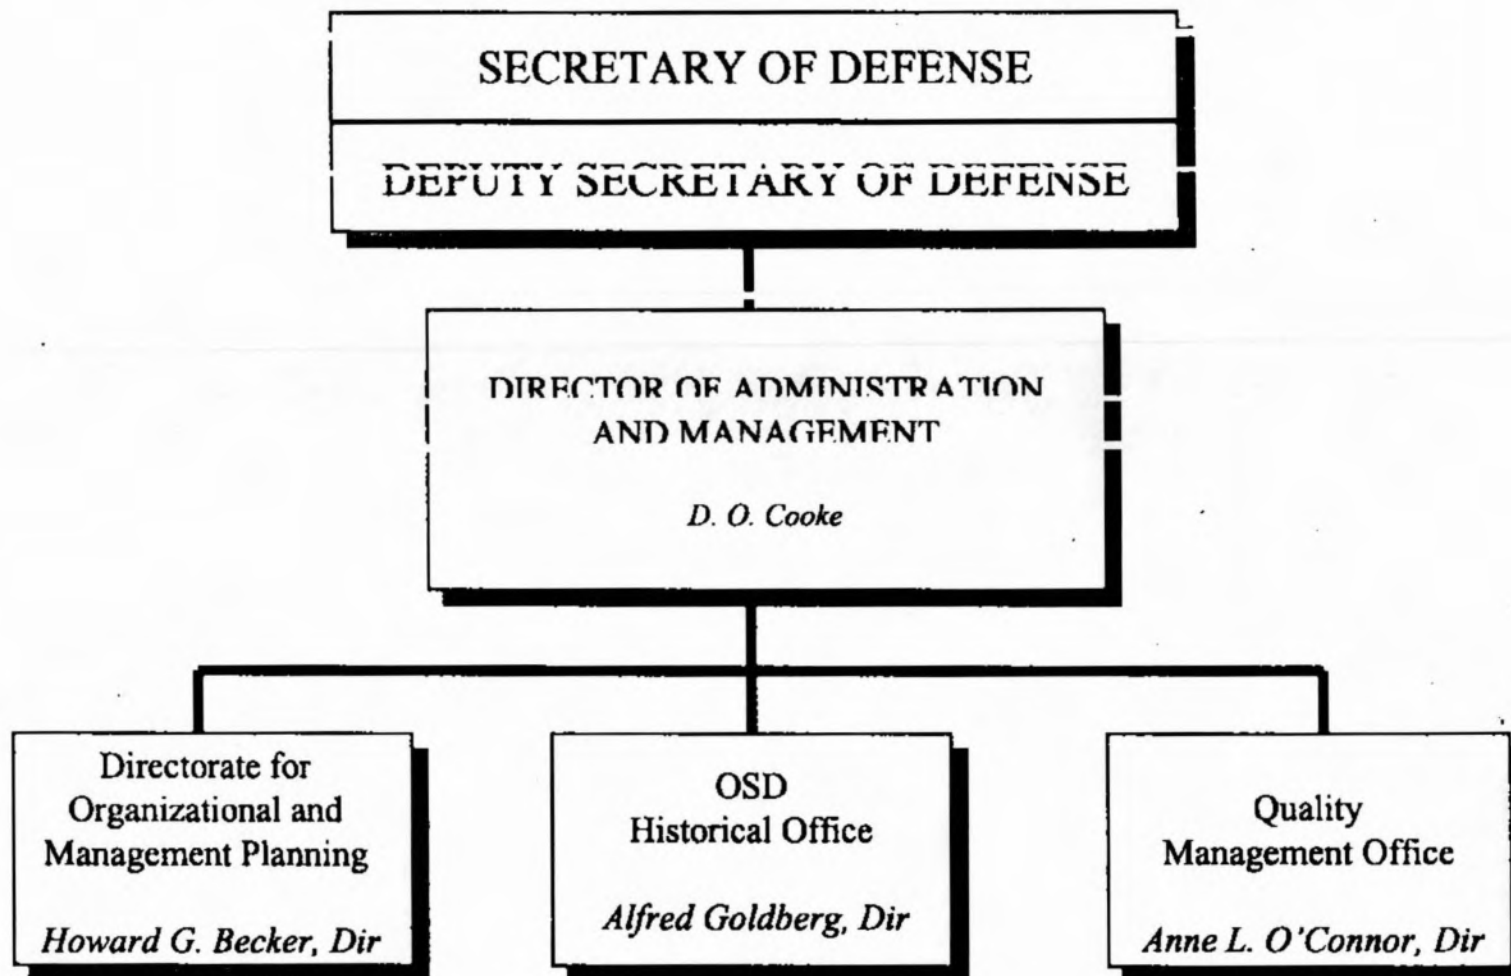 SECRETARY OF DEFENSE
DEPUTY SECRETARY OF DEFENSE
DIRECTOR OF ADMINISTRATION
AND MANAGEMENT
D. O. Cooke
Directorate for
Organizational and
Management Planning
Howard G. Becker, Dir
OSD
Historical Office
Alfred Goldberg, Dir
Quality
Management Office
Anne L. O'Connor, Dir